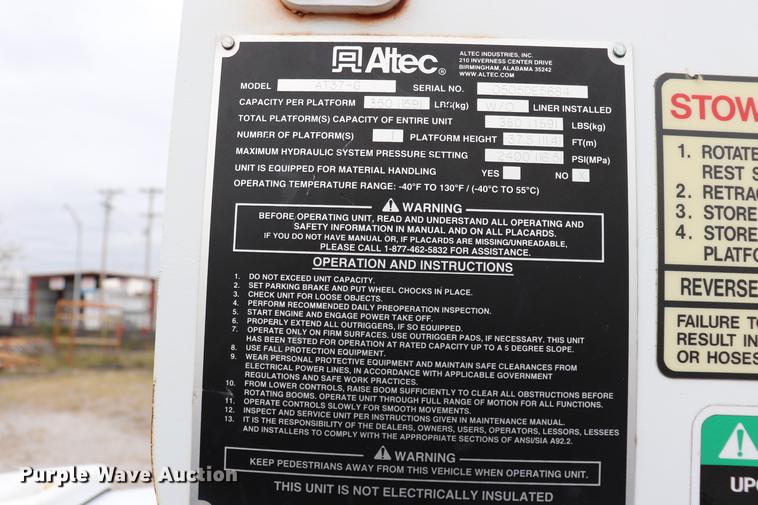 Altec®
ALTEC INDUSTRIES, INC.
210 INVERNESS CENTER DRIVE
BIRMINGHAM, ALABAMA 35242
WWW.ALTEC.COM
MODEL AT37-G SERIAL NO. 0505DE5684
CAPACITY PER PLATFORM 350 (159) LBS(kg) W/O LINER INSTALLED
TOTAL PLATFORM(S) CAPACITY OF ENTIRE UNIT 350 (159) LBS(kg)
NUMBER OF PLATFORM(S) 1 PLATFORM HEIGHT 37.5 (11.4) FT(m)
MAXIMUM HYDRAULIC SYSTEM PRESSURE SETTING 2400 (16.5) PSI(MPa)
UNIT IS EQUIPPED FOR MATERIAL HANDLING YES NO X
OPERATING TEMPERATURE RANGE: -40°F TO 130°F / (-40°C TO 55°C)
WARNING
BEFORE OPERATING UNIT, READ AND UNDERSTAND ALL OPERATING AND
SAFETY INFORMATION IN MANUAL AND ON ALL PLACARDS.
IF YOU DO NOT HAVE MANUAL OR, IF PLACARDS ARE MISSING/UNREADABLE,
PLEASE CALL 1-877-462-5832 FOR ASSISTANCE.
OPERATION AND INSTRUCTIONS
1. DO NOT EXCEED UNIT CAPACITY.
2. SET PARKING BRAKE AND PUT WHEEL CHOCKS IN PLACE.
3. CHECK UNIT FOR LOOSE OBJECTS.
4. PERFORM RECOMMENDED DAILY PREOPERATION INSPECTION.
5. START ENGINE AND ENGAGE POWER TAKE OFF.
6. PROPERLY EXTEND ALL OUTRIGGERS, IF SO EQUIPPED.
7. OPERATE ONLY ON FIRM SURFACES. USE OUTRIGGER PADS, IF NECESSARY. THIS UNIT
HAS BEEN TESTED FOR OPERATION AT RATED CAPACITY UP TO A 5 DEGREE SLOPE.
8. USE FALL PROTECTION EQUIPMENT.
9. WEAR PERSONAL PROTECTIVE EQUIPMENT AND MAINTAIN SAFE CLEARANCES FROM
ELECTRICAL POWER LINES, IN ACCORDANCE WITH APPLICABLE GOVERNMENT
REGULATIONS AND SAFE WORK PRACTICES.
10. FROM LOWER CONTROLS, RAISE BOOM SUFFICIENTLY TO CLEAR ALL OBSTRUCTIONS BEFORE
ROTATING BOOMS. OPERATE UNIT THROUGH FULL RANGE OF MOTION FOR ALL FUNCTIONS.
11. OPERATE CONTROLS SLOWLY FOR SMOOTH MOVEMENTS.
12. INSPECT AND SERVICE UNIT PER INSTRUCTIONS GIVEN IN MAINTENANCE MANUAL.
13. IT IS THE RESPONSIBILITY OF THE DEALERS, OWNERS, USERS, OPERATORS, LESSORS, LESSEES
AND INSTALLERS TO COMPLY WITH THE APPROPRIATE SECTIONS OF ANSI/SIA A92.2.
WARNING
KEEP PEDESTRIANS AWAY FROM THIS VEHICLE WHEN OPERATING UNIT.
THIS UNIT IS NOT ELECTRICALLY INSULATED
STOW
1. ROTATE
REST S
2. RETRAC
3. STORE
4. STORE
PLATFO
REVERSE
FAILURE TO
RESULT IN
OR HOSES
UPO
Purple Wave Auction